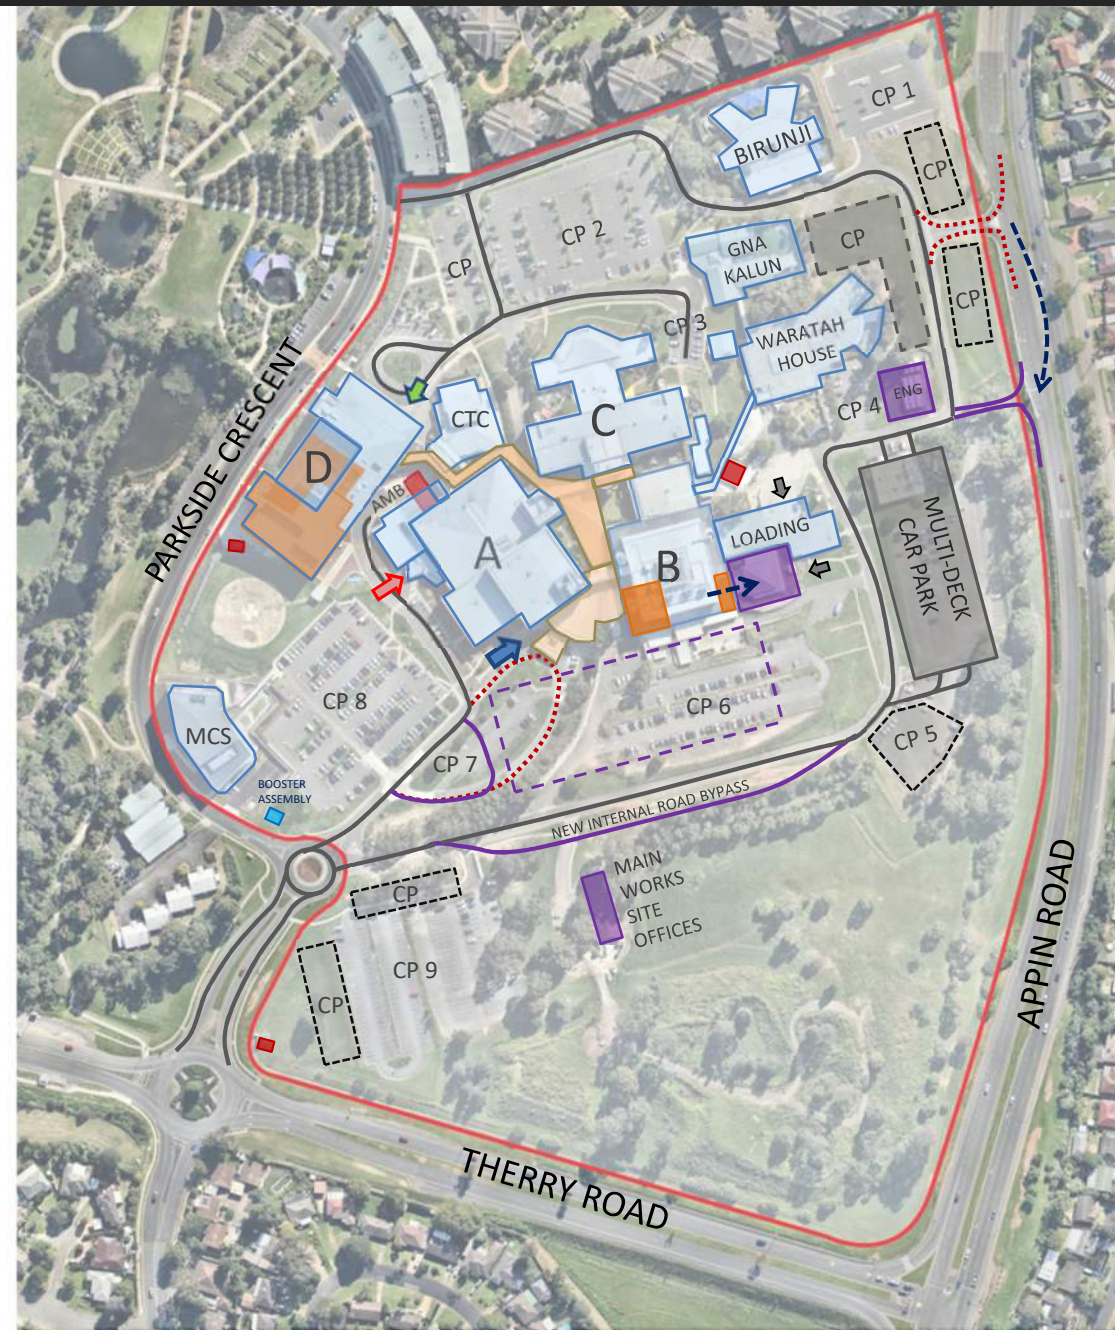 CP 1
BIRUNJI
CP
CP 2
GNA
KALUN
CP
CP
CP
CP 3
WARATAH
HOUSE
PARKSIDE CRESCENT
CTC
C
CP 4
ENG
D
AMB
A
B
LOADING
MULTI-DECK
CAR PARK
CP 8
CP 6
MCS
CP 5
CP 7
BOOSTER
ASSEMBLY
NEW INTERNAL ROAD BYPASS
MAIN
WORKS
SITE
OFFICES
CP
CP 9
CP
APPIN ROAD
THERRY ROAD